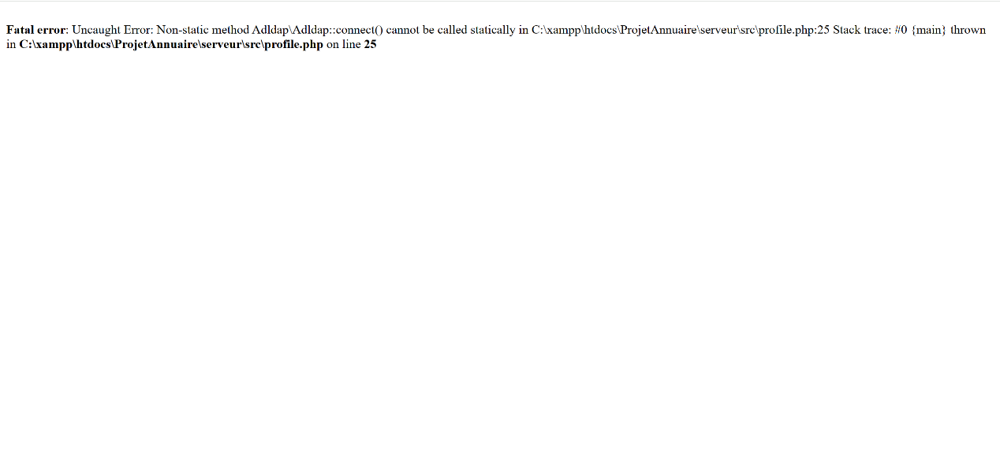 Fatal error: Uncaught Error: Non-static method Adldap\Adldap::connect() cannot be called statically in C:\xampp\htdocs\ProjetAnnuaire\serveur\src\profile.php:25 Stack trace: #0 {main} thrown
in C:\xampp\htdocs\ProjetAnnuaire\serveur\src\profile.php on line 25